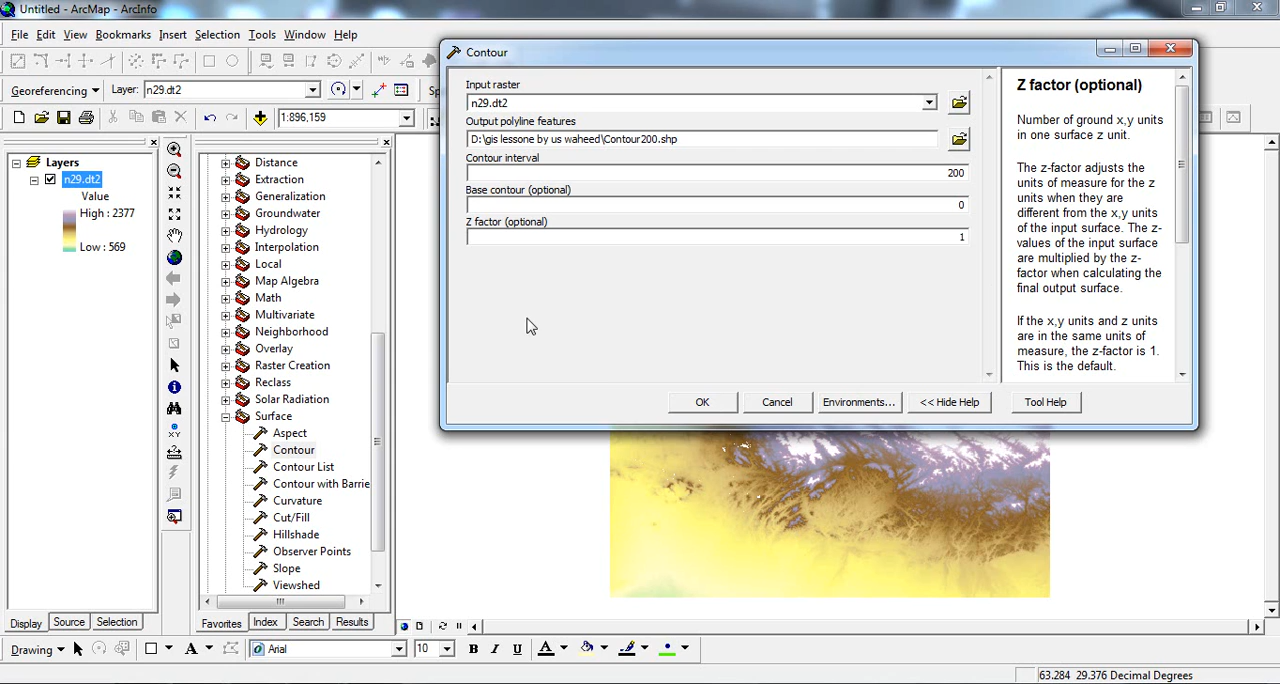 Untitled - ArcMap - ArcInfo
File Edit View Bookmarks Insert Selection Tools Window Help
Georeferencing Layer: n29.dt2
1:896,159
Layers
n29.dt2
Value
High : 2377
Low : 569
Display Source Selection
Distance
Extraction
Generalization
Groundwater
Hydrology
Interpolation
Local
Map Algebra
Math
Multivariate
Neighborhood
Overlay
Raster Creation
Reclass
Solar Radiation
Surface
Aspect
Contour
Contour List
Contour with Barrie
Curvature
Cut/Fill
Hillshade
Observer Points
Slope
Viewshed
Favorites Index Search Results
Contour
Input raster
n29.dt2
Output polyline features
D:\gis lessone by us waheed\Contour200.shp
Contour interval
200
Base contour (optional)
0
Z factor (optional)
1
OK Cancel Environments... << Hide Help Tool Help
Z factor (optional)
Number of ground x,y units
in one surface z unit.
The z-factor adjusts the
units of measure for the z
units when they are
different from the x,y units
of the input surface. The z-
values of the input surface
are multiplied by the z-
factor when calculating the
final output surface.
If the x,y units and z units
are in the same units of
measure, the z-factor is 1.
This is the default.
Drawing A Arial 10 B I U A
63.284 29.376 Decimal Degrees